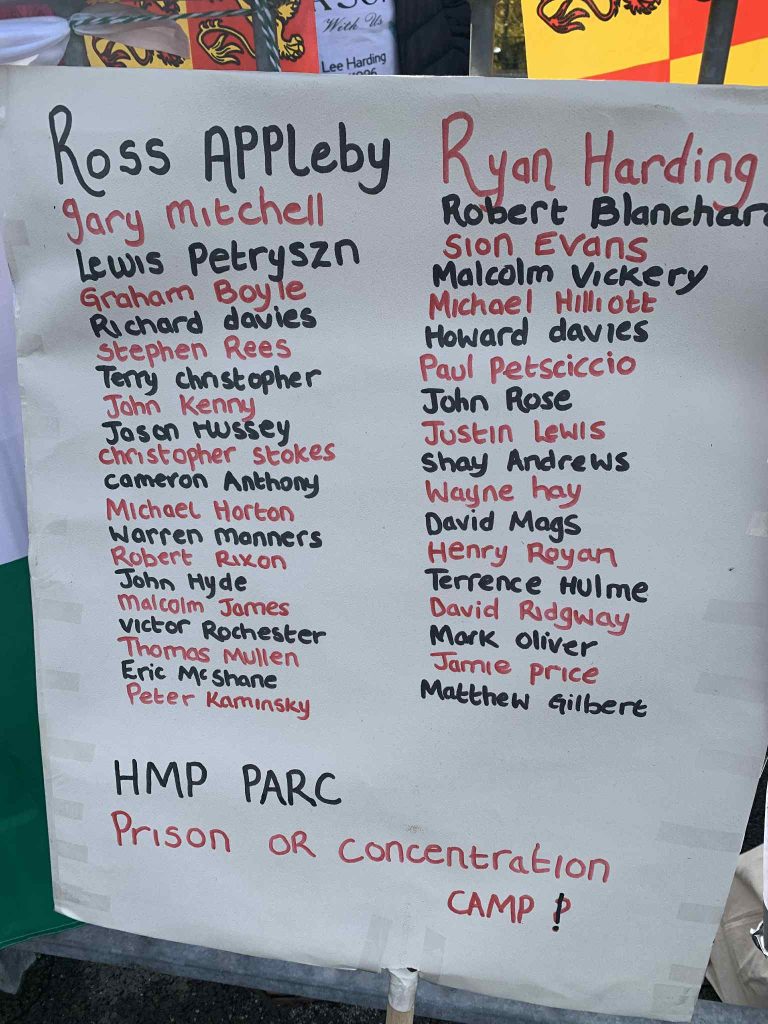 With Us
Lee Harding
Ross APPLeby
gary mitchell
Lewis Petryszn
Graham Boyle
Richard davies
Stephen Rees
Terry christopher
John Kenny
Jason Hussey
christopher stokes
cameron Anthony
Michael Horton
Warren manners
Robert Rixon
John Hyde
Malcolm James
Victor Rochester
Thomas Mullen
Eric McShane
Peter Kaminsky
Ryan Harding
Robert Blanchar
Sion Evans
Malcolm Vickery
Michael Hilliott
Howard davies
Paul Petsciccio
John Rose
Justin Lewis
Shay Andrews
Wayne hay
David Mags
Henry Royan
Terrence Hulme
David Ridgway
Mark Oliver
Jamie Price
Matthew Gilbert
HMP PARC
Prison OR Concentration
CAMP ?